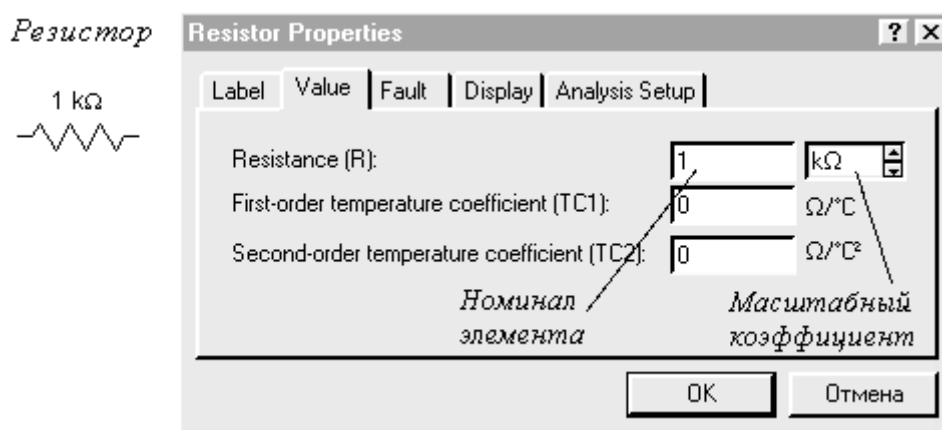 Резистор
1 kΩ
Resistor Properties
? X
Label Value Fault Display Analysis Setup
Resistance (R): 1 kΩ
First-order temperature coefficient (TC1): 0 Ω/°C
Second-order temperature coefficient (TC2): 0 Ω/°C²
Номинал
элемента
Масштабный
коэффициент
OK Отмена